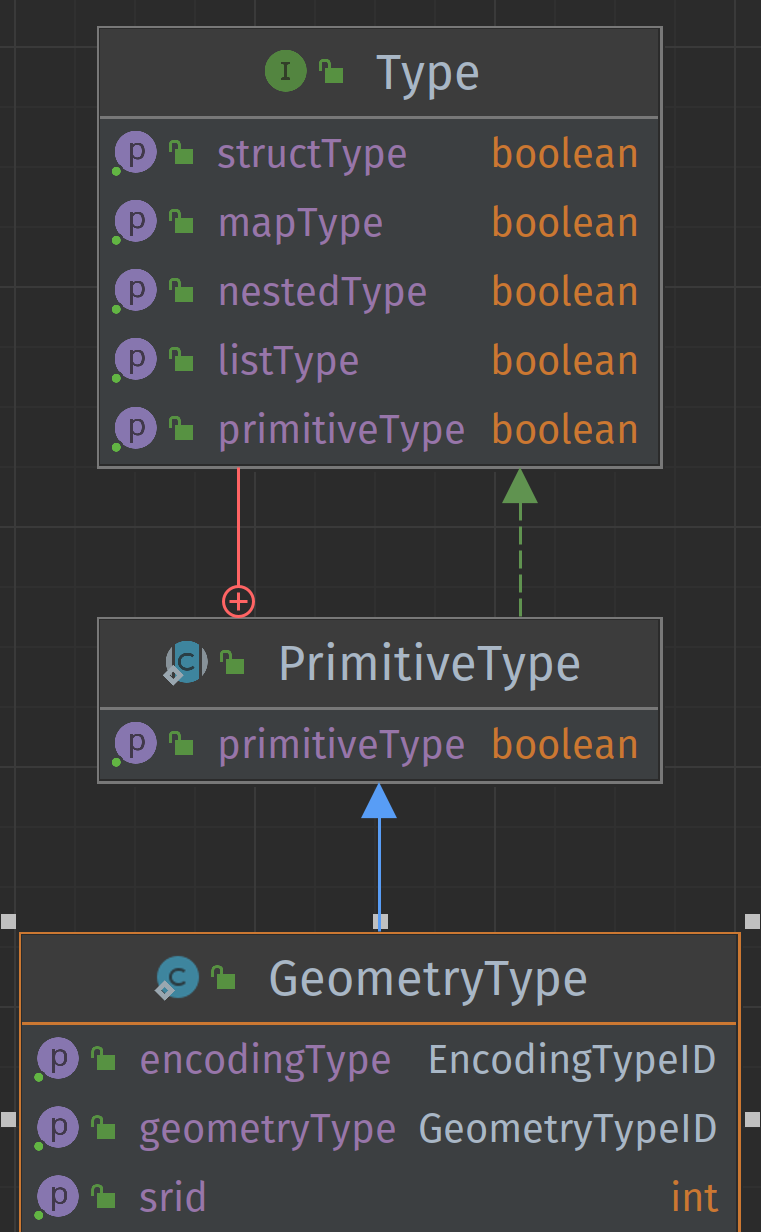 I Type
p structType boolean
p mapType boolean
p nestedType boolean
p listType boolean
p primitiveType boolean
C PrimitiveType
p primitiveType boolean
C GeometryType
p encodingType EncodingTypeID
p geometryType GeometryTypeID
p srid int